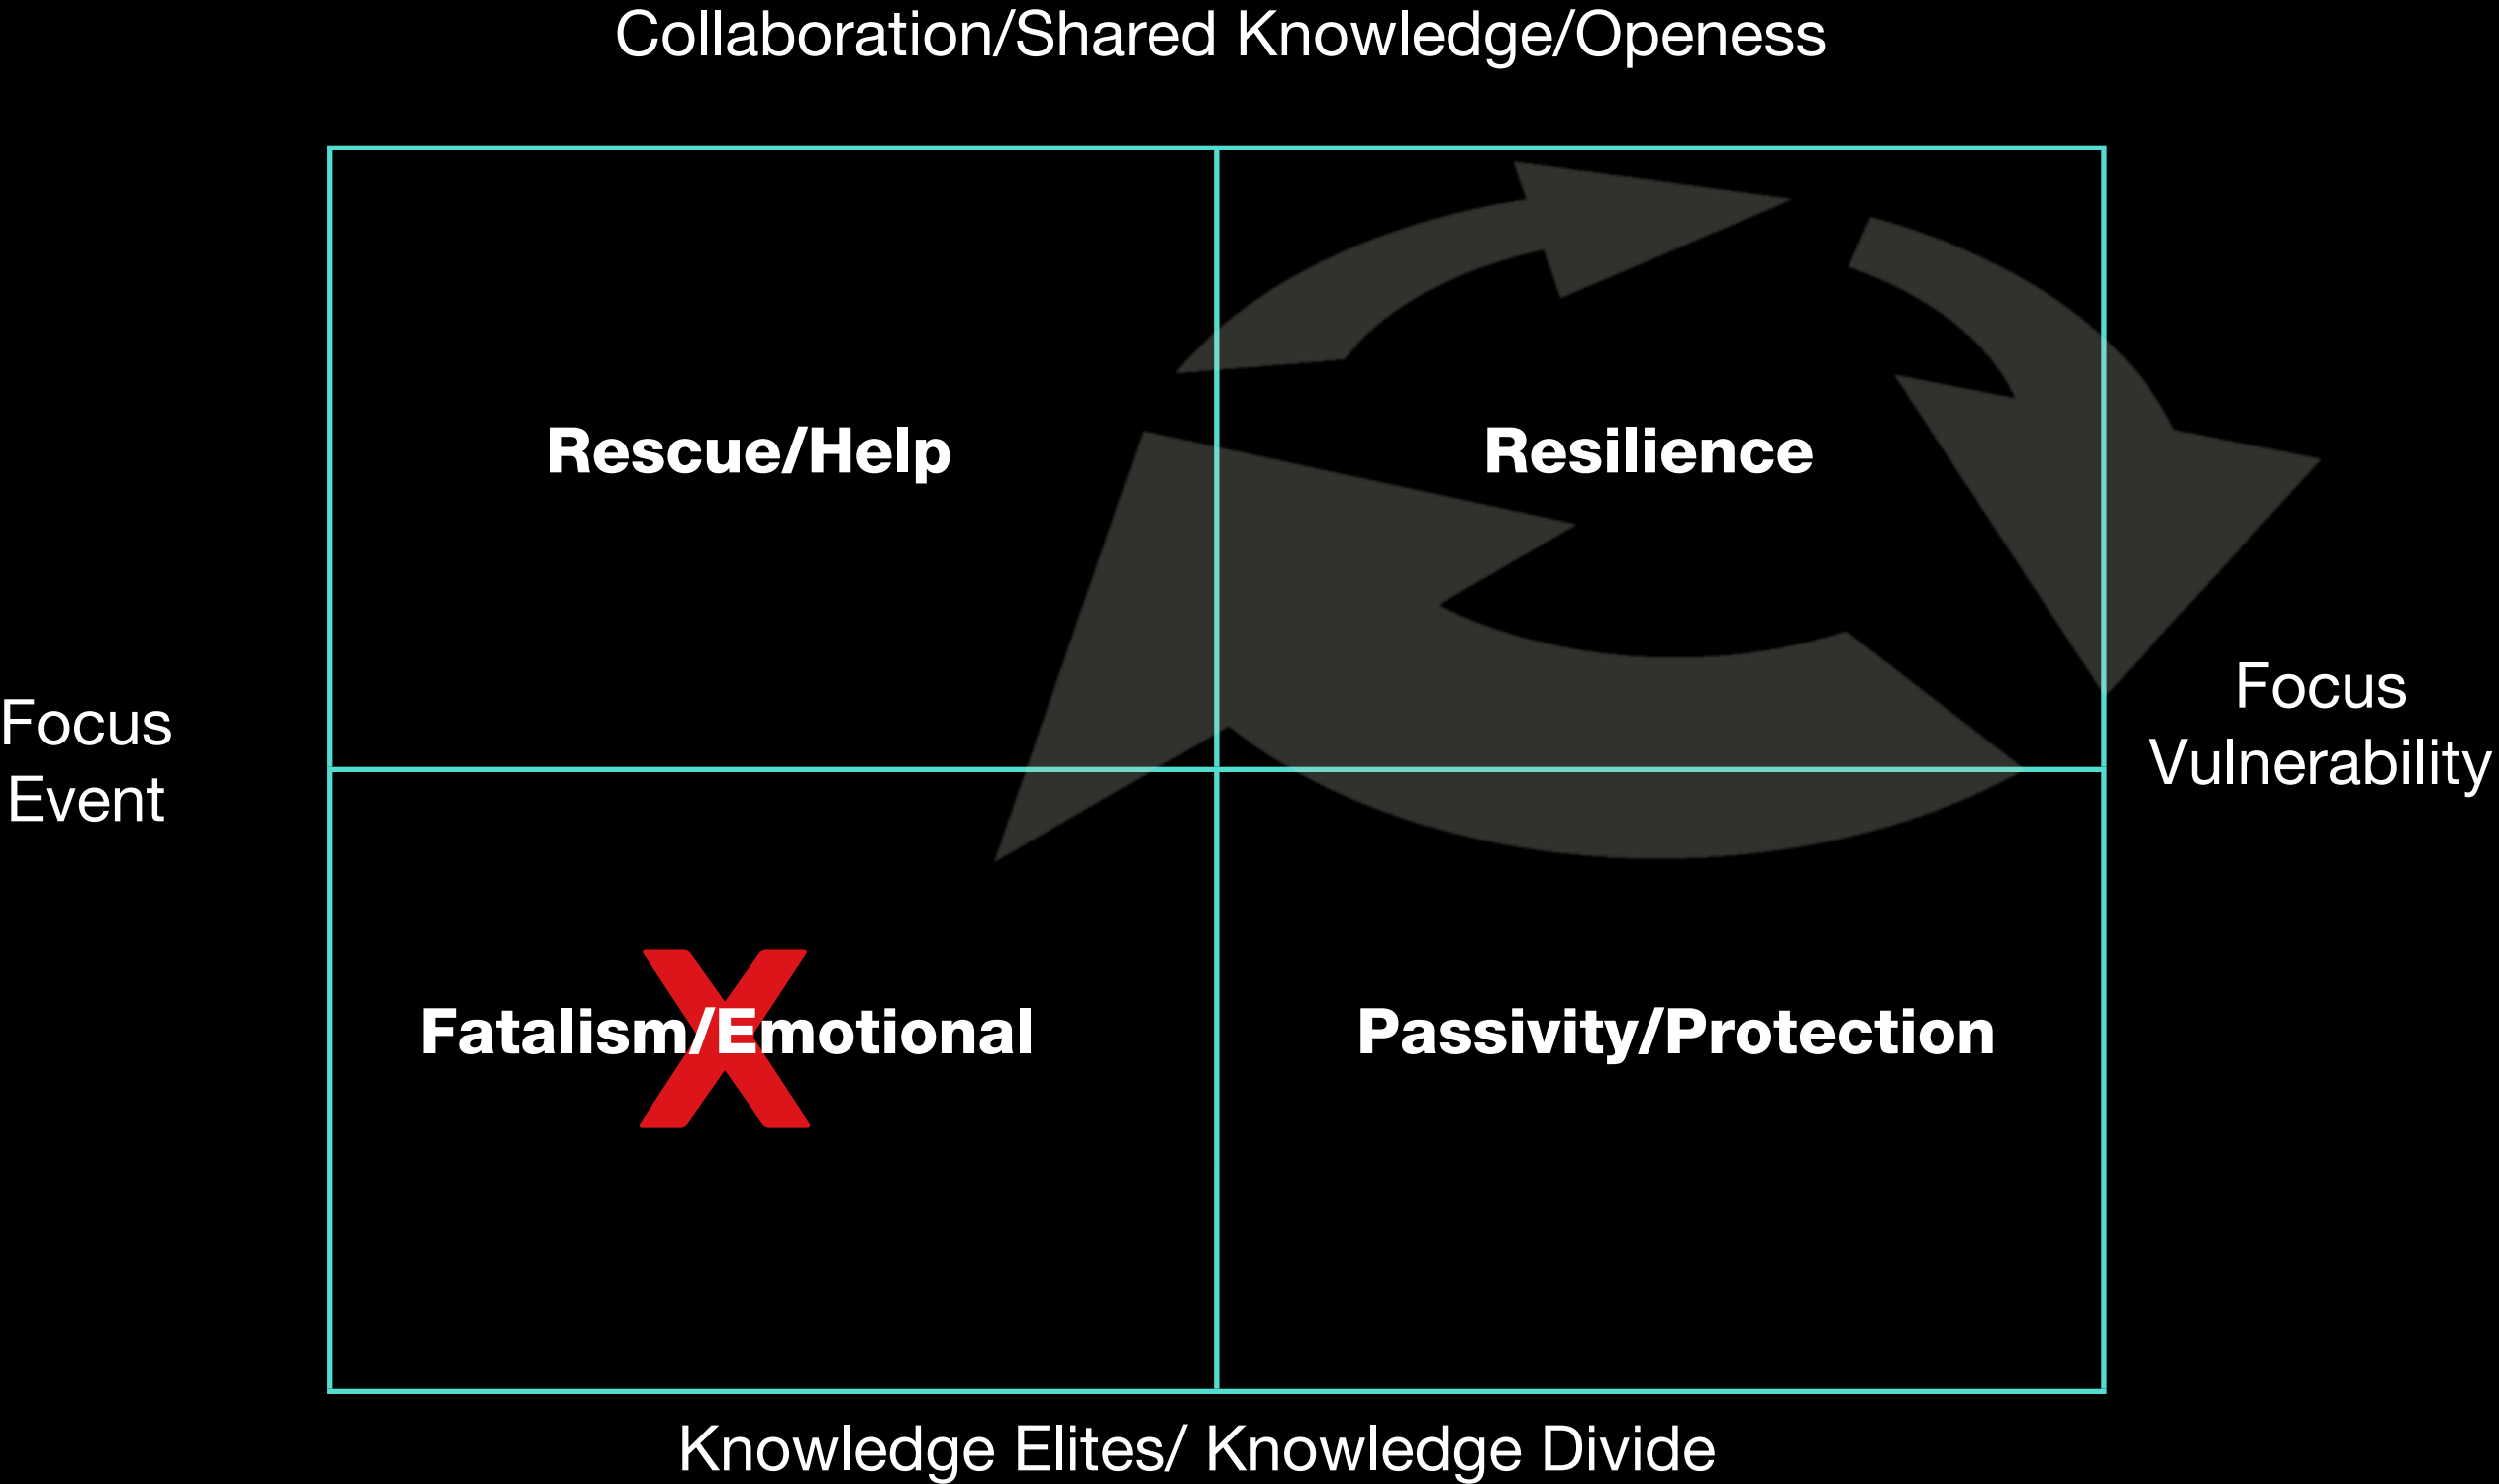 Collaboration/Shared Knowledge/Openess
Rescue/Help
Resilience
Focus
Event
Focus
Vulnerability
Fatalism/Emotional
Passivity/Protection
Knowledge Elites/ Knowledge Divide